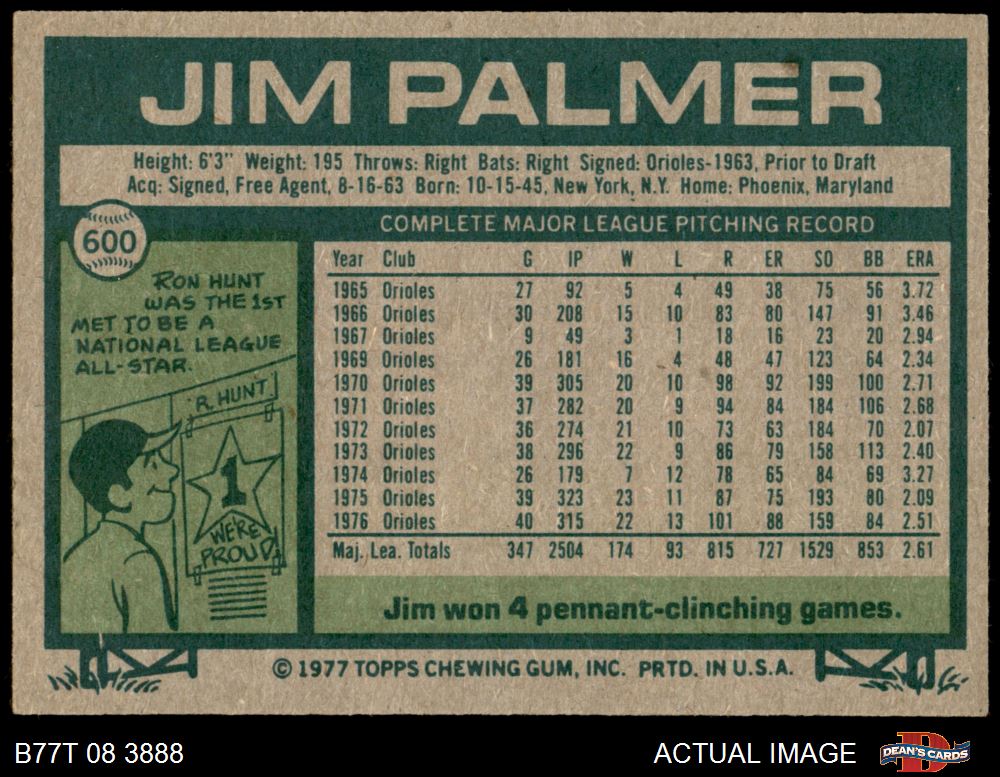 JIM PALMER
Height: 6'3" Weight: 195 Throws: Right Bats: Right Signed: Orioles-1963, Prior to Draft
Acq: Signed, Free Agent, 8-16-63 Born: 10-15-45, New York, N.Y. Home: Phoenix, Maryland
600
RON HUNT
WAS THE 1ST
MET TO BE A
NATIONAL LEAGUE
ALL-STAR.
R. HUNT
1
WE'RE
PROUD!
COMPLETE MAJOR LEAGUE PITCHING RECORD
Year Club G IP W L R ER SO BB ERA
1965 Orioles 27 92 5 4 49 38 75 56 3.72
1966 Orioles 30 208 15 10 83 80 147 91 3.46
1967 Orioles 9 49 3 1 18 16 23 20 2.94
1969 Orioles 26 181 16 4 48 47 123 64 2.34
1970 Orioles 39 305 20 10 98 92 199 100 2.71
1971 Orioles 37 282 20 9 94 84 184 106 2.68
1972 Orioles 36 274 21 10 73 63 184 70 2.07
1973 Orioles 38 296 22 9 86 79 158 113 2.40
1974 Orioles 26 179 7 12 78 65 84 69 3.27
1975 Orioles 39 323 23 11 87 75 193 80 2.09
1976 Orioles 40 315 22 13 101 88 159 84 2.51
Maj. Lea. Totals 347 2504 174 93 815 727 1529 853 2.61
Jim won 4 pennant-clinching games.
© 1977 TOPPS CHEWING GUM, INC. PRTD. IN U.S.A.
B77T 08 3888
ACTUAL IMAGE
DEAN'S CARDS